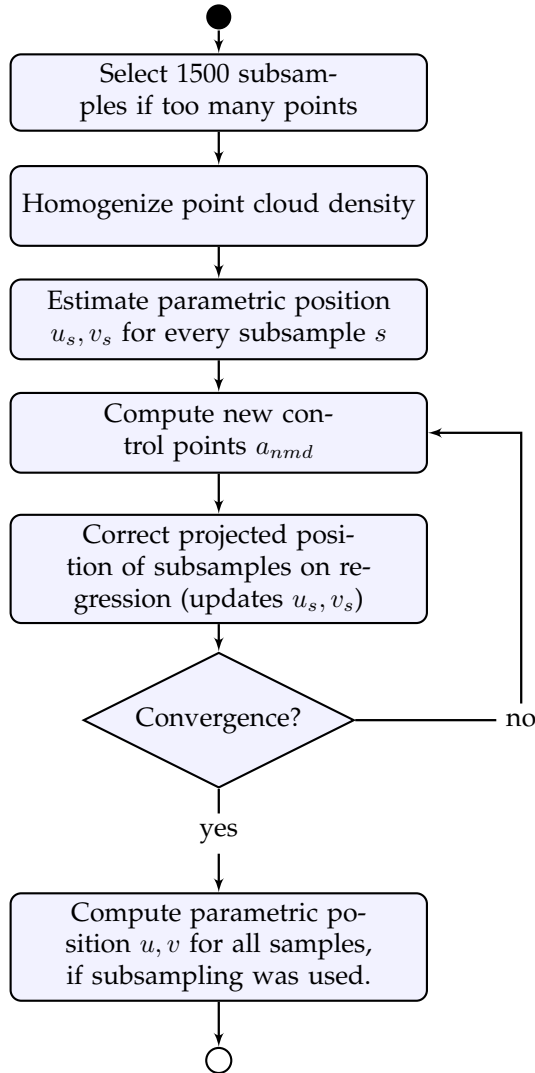 Select 1500 subsam-
ples if too many points
Homogenize point cloud density
Estimate parametric position
u_s, v_s for every subsample s
Compute new con-
trol points a_{nmd}
Correct projected posi-
tion of subsamples on re-
gression (updates u_s, v_s)
Convergence?
no
yes
Compute parametric po-
sition u, v for all samples,
if subsampling was used.